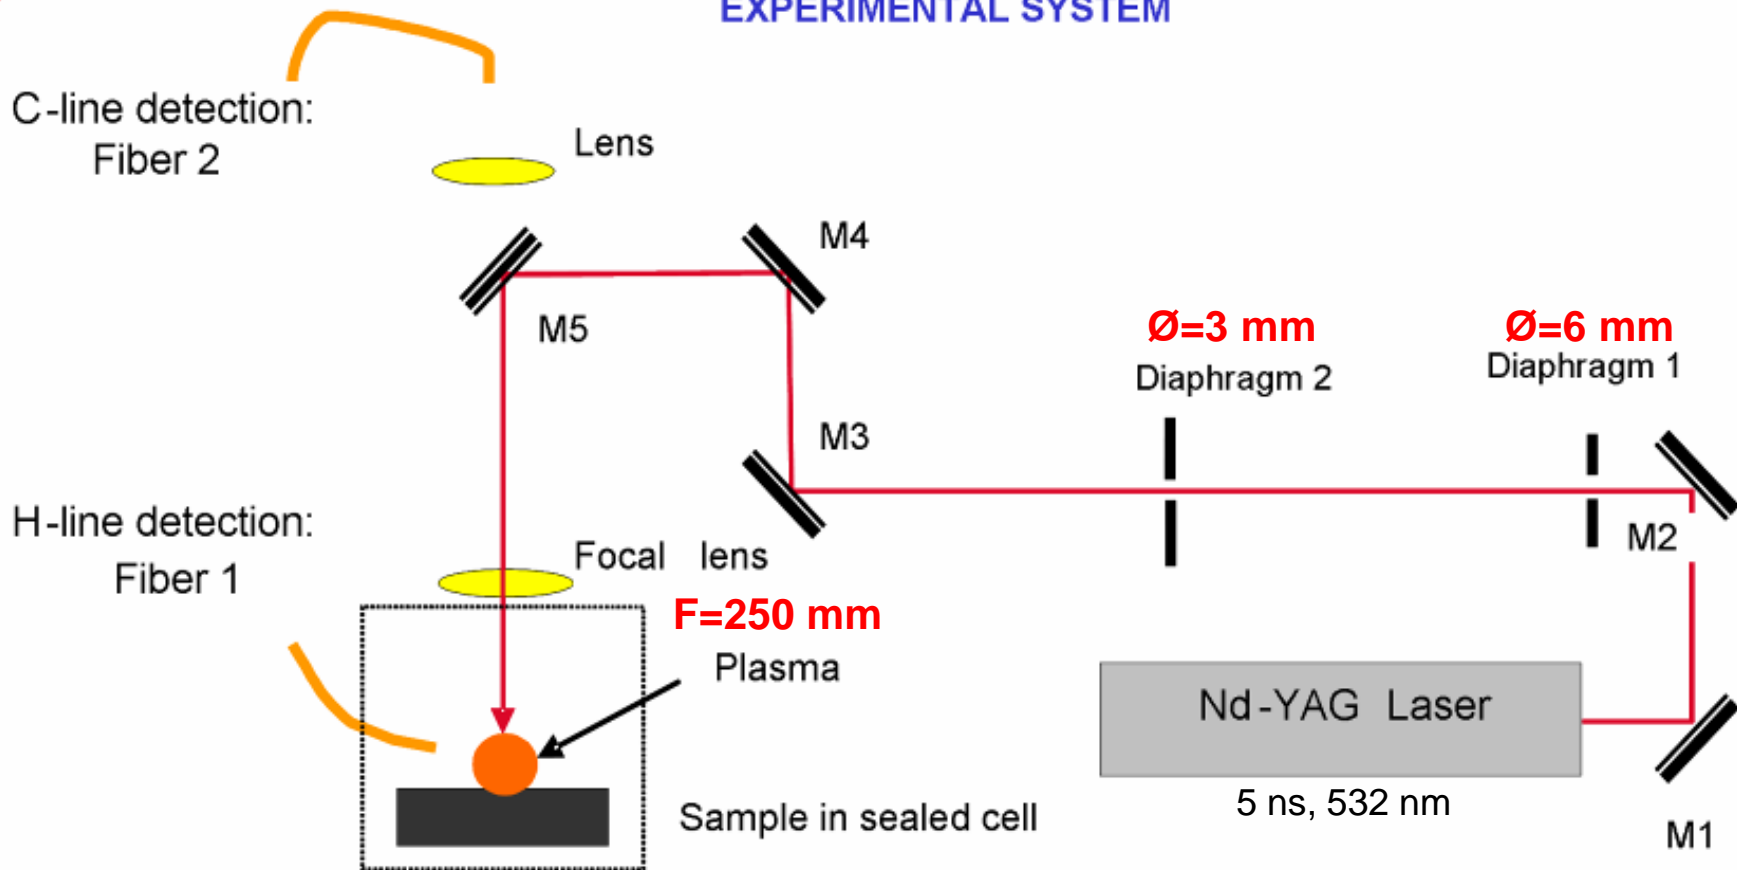 EXPERIMENTAL SYSTEM
C-line detection:
Fiber 2
Lens
M4
M5
Ø=3 mm
Diaphragm 2
Ø=6 mm
Diaphragm 1
M3
H-line detection:
Fiber 1
Focal lens
F=250 mm
Plasma
M2
Nd-YAG Laser
5 ns, 532 nm
Sample in sealed cell
M1